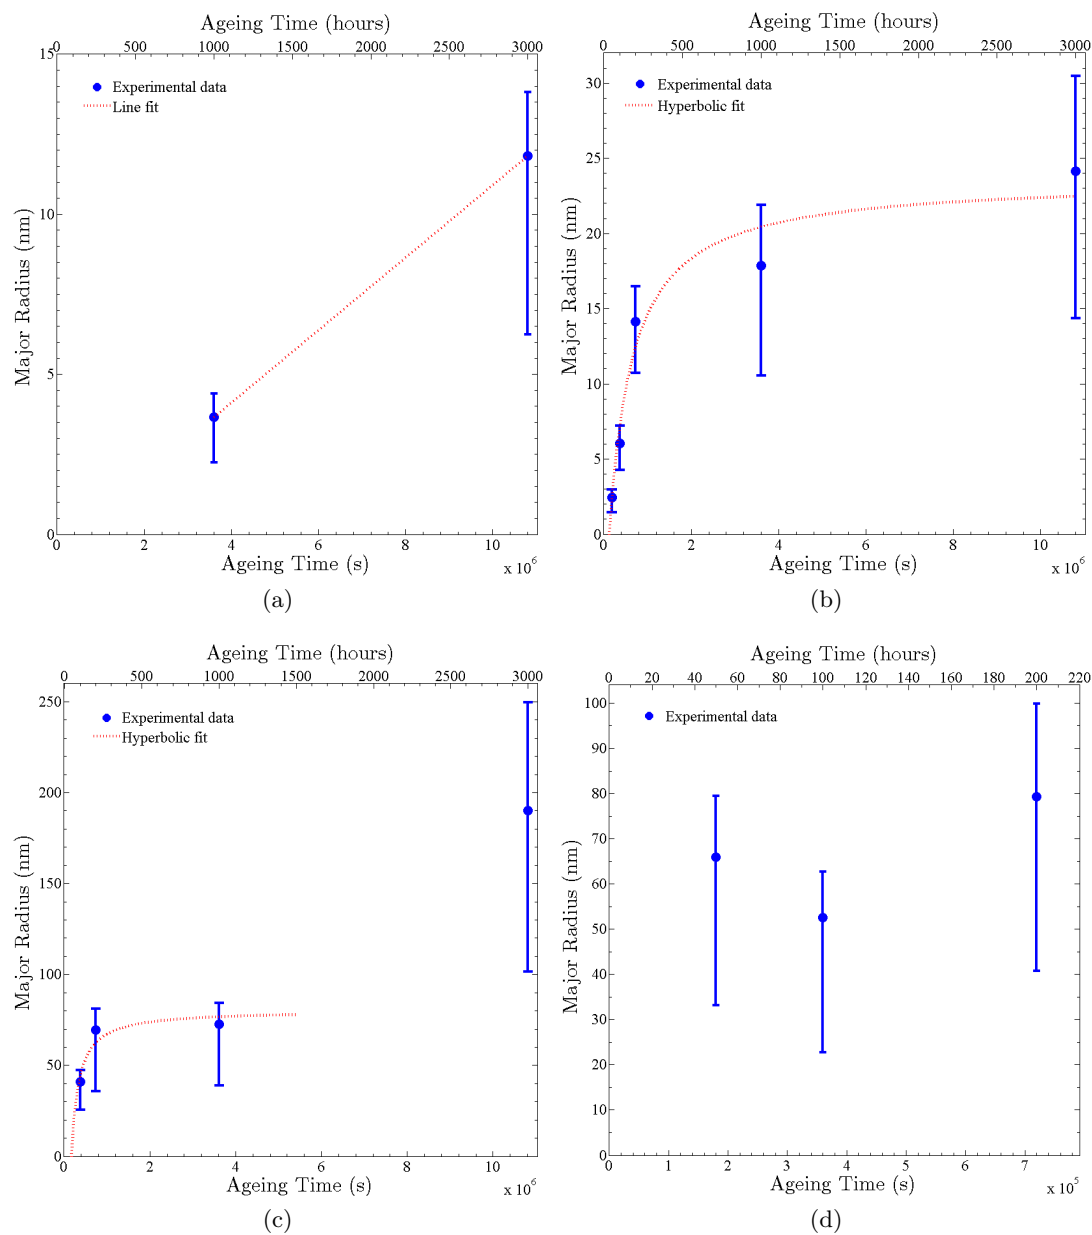 Ageing Time (hours)
0 500 1000 1500 2000 2500 3000
15
10
5
0
Major Radius (nm)
Experimental data
Line fit
0 2 4 6 8 10
Ageing Time (s)
x 10^6
(a)
Ageing Time (hours)
0 500 1000 1500 2000 2500 3000
30
25
20
15
10
5
0
Major Radius (nm)
Experimental data
Hyperbolic fit
0 2 4 6 8 10
Ageing Time (s)
x 10^6
(b)
Ageing Time (hours)
0 500 1000 1500 2000 2500 3000
250
200
150
100
50
0
Major Radius (nm)
Experimental data
Hyperbolic fit
0 2 4 6 8 10
Ageing Time (s)
x 10^6
(c)
Ageing Time (hours)
0 20 40 60 80 100 120 140 160 180 200 220
100
90
80
70
60
50
40
30
20
10
0
Major Radius (nm)
Experimental data
0 1 2 3 4 5 6 7
Ageing Time (s)
x 10^5
(d)